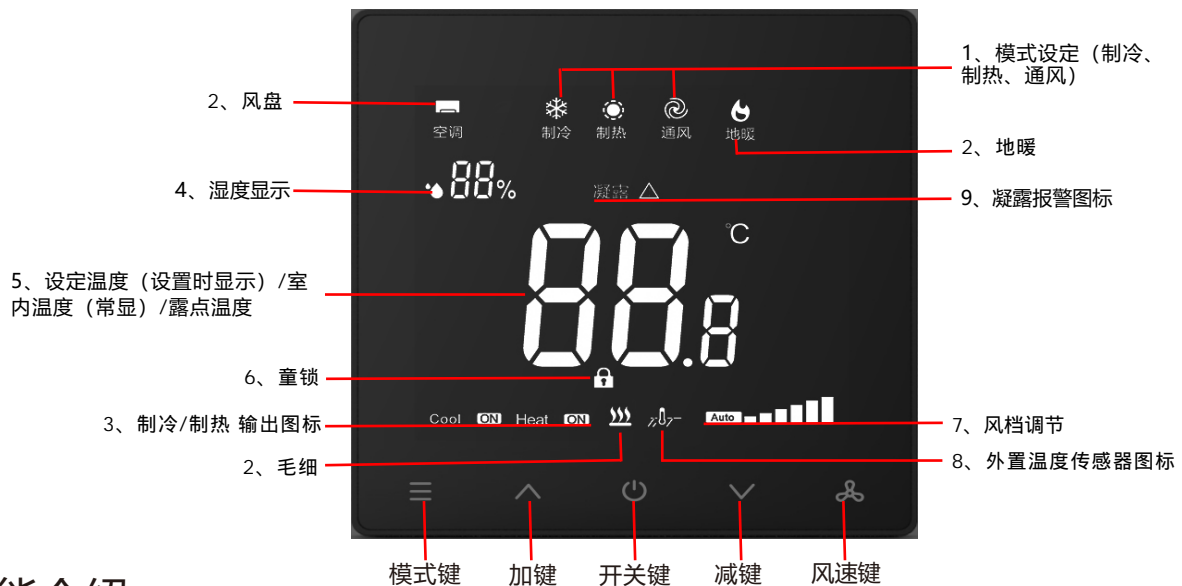 1、模式设定（制冷、
制热、通风）
2、风盘
空调
制冷
制热
通风
地暖
2、地暖
4、湿度显示
88%
凝露
9、凝露报警图标
℃
88.8
5、设定温度（设置时显示）/室
内温度（常显）/露点温度
6、童锁
3、制冷/制热 输出图标
Cool ON Heat ON
Auto
7、风档调节
2、毛细
8、外置温度传感器图标
模式键
加键
开关键
减键
风速键